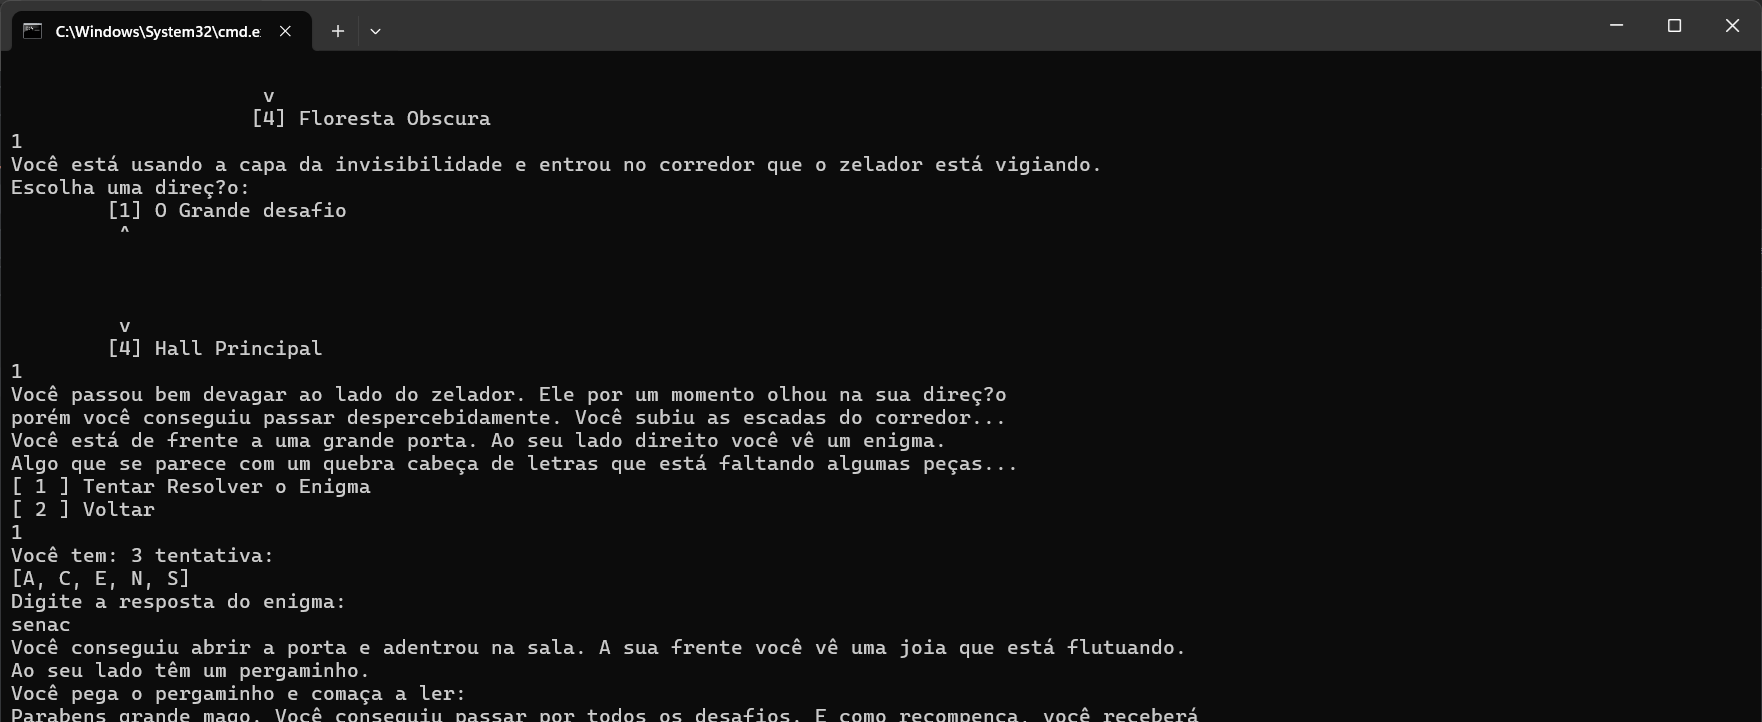 C:\Windows\System32\cmd.e
v
[4] Floresta Obscura
1
Você está usando a capa da invisibilidade e entrou no corredor que o zelador está vigiando.
Escolha uma direç?o:
[1] O Grande desafio
^
v
[4] Hall Principal
1
Você passou bem devagar ao lado do zelador. Ele por um momento olhou na sua direç?o
porém você conseguiu passar despercebidamente. Você subiu as escadas do corredor...
Você está de frente a uma grande porta. Ao seu lado direito você vê um enigma.
Algo que se parece com um quebra cabeça de letras que está faltando algumas peças...
[ 1 ] Tentar Resolver o Enigma
[ 2 ] Voltar
1
Você tem: 3 tentativa:
[A, C, E, N, S]
Digite a resposta do enigma:
senac
Você conseguiu abrir a porta e adentrou na sala. A sua frente você vê uma joia que está flutuando.
Ao seu lado têm um pergaminho.
Você pega o pergaminho e comaça a ler:
Parabens grande mago. Você conseguiu passar por todos os desafios. E como recompença, você receberá